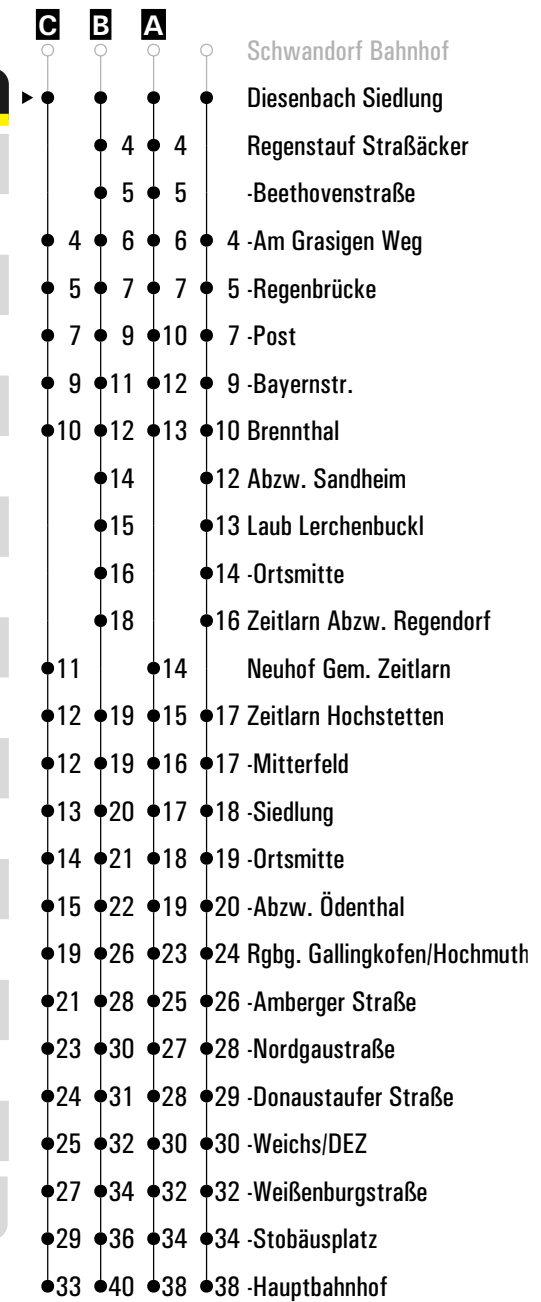 C B A
Schwandorf Bahnhof
Diesenbach Siedlung
4 4 Regenstauf Straßäcker
5 5 -Beethovenstraße
4 6 6 4 -Am Grasigen Weg
5 7 7 5 -Regenbrücke
7 9 10 7 -Post
9 11 12 9 -Bayernstr.
10 12 13 10 Brennthal
14 12 Abzw. Sandheim
15 13 Laub Lerchenbuckl
16 14 -Ortsmitte
18 16 Zeitlarn Abzw. Regendorf
11 14 Neuhof Gem. Zeitlarn
12 19 15 17 Zeitlarn Hochstetten
12 19 16 17 -Mitterfeld
13 20 17 18 -Siedlung
14 21 18 19 -Ortsmitte
15 22 19 20 -Abzw. Ödenthal
19 26 23 24 Rgbg. Gallingkofen/Hochmuth
21 28 25 26 -Amberger Straße
23 30 27 28 -Nordgaustraße
24 31 28 29 -Donaustaufer Straße
25 32 30 30 -Weichs/DEZ
27 34 32 32 -Weißenburgstraße
29 36 34 34 -Stobäusplatz
33 40 38 38 -Hauptbahnhof